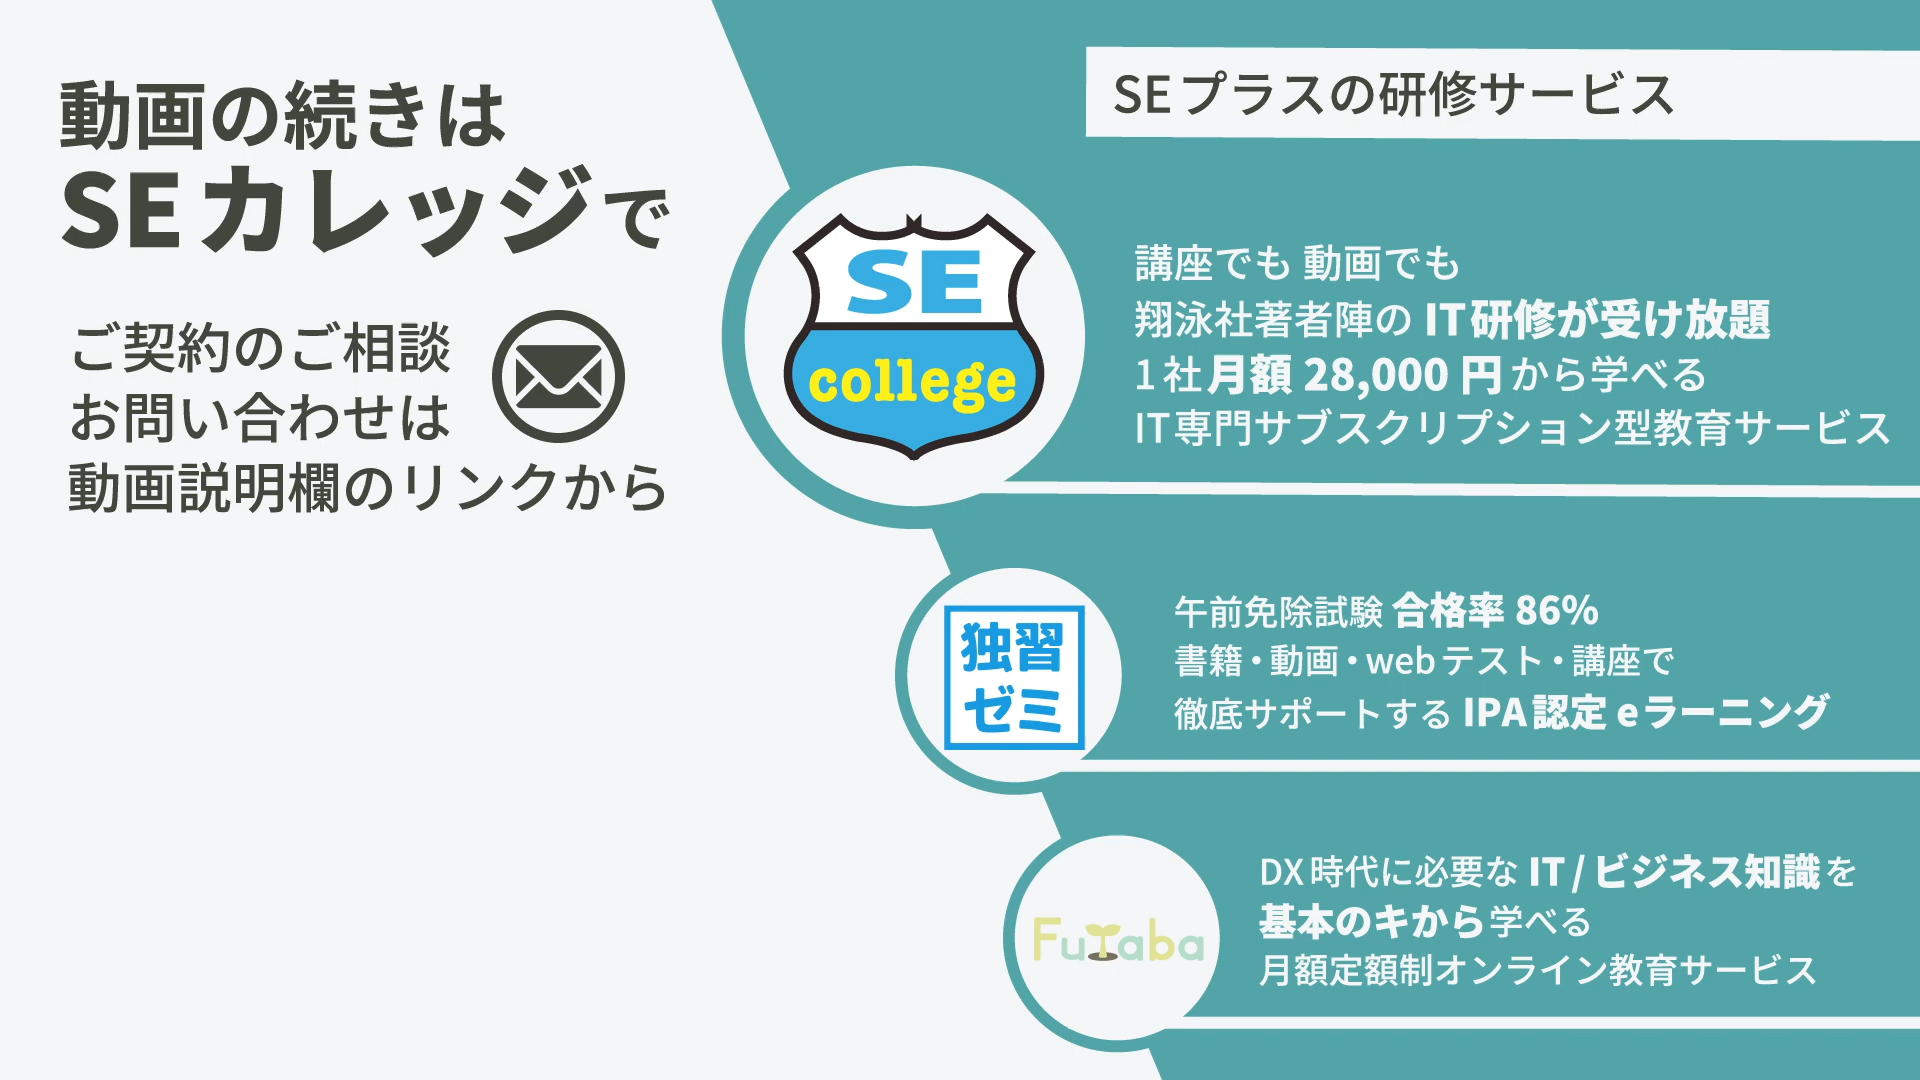 動画の続きは
SEカレッジで
ご契約のご相談
お問い合わせは
動画説明欄のリンクから
SEプラスの研修サービス
SE
college
講座でも 動画でも
翔泳社著者陣の IT研修が受け放題
1社月額 28,000 円から学べる
IT専門サブスクリプション型教育サービス
独習
ゼミ
午前免除試験 合格率 86%
書籍・動画・webテスト・講座で
徹底サポートする IPA認定 eラーニング
Futaba
DX時代に必要な IT / ビジネス知識を
基本のキから学べる
月額定額制オンライン教育サービス